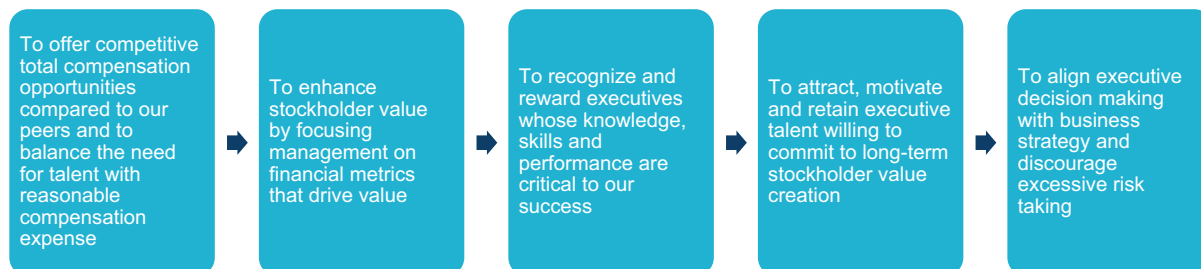 To offer competitive
total compensation
opportunities
compared to our
peers and to
balance the need
for talent with
reasonable
compensation
expense
To enhance
stockholder value
by focusing
management on
financial metrics
that drive value
To recognize and
reward executives
whose knowledge,
skills and
performance are
critical to our
success
To attract, motivate
and retain executive
talent willing to
commit to long-term
stockholder value
creation
To align executive
decision making
with business
strategy and
discourage
excessive risk
taking